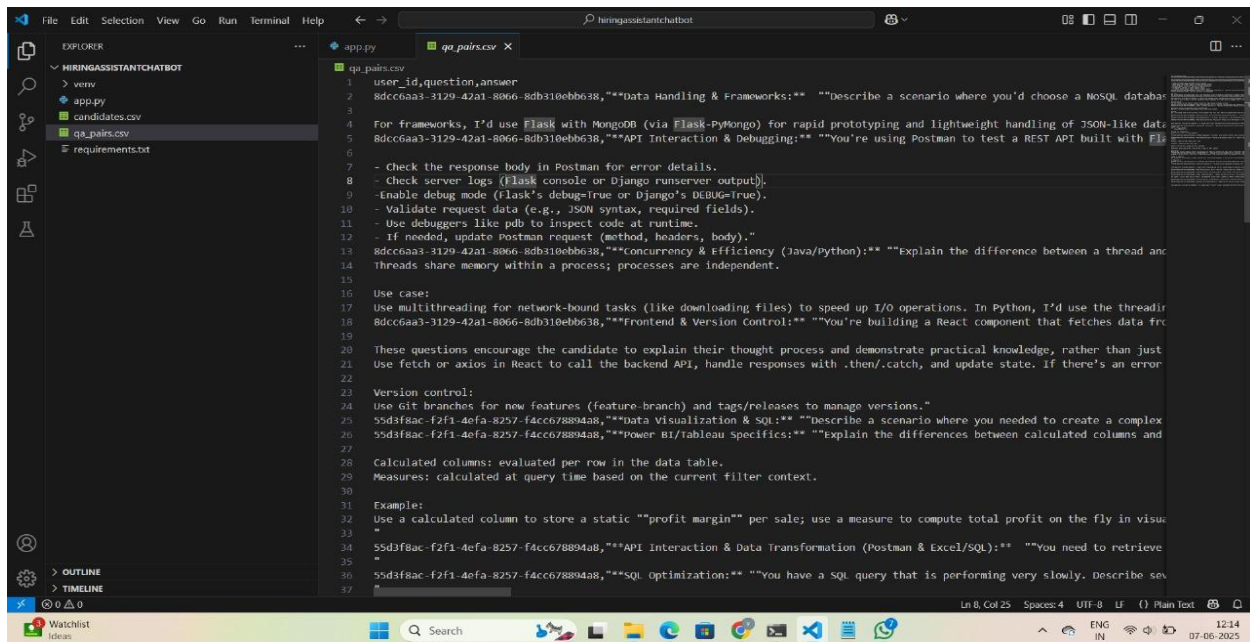 File Edit Selection View Go Run Terminal Help
hiringassistantchatbot
EXPLORER
HIRINGASSISTANTCHATBOT
venv
app.py
candidates.csv
qa_pairs.csv
requirements.txt
OUTLINE
TIMELINE
app.py
qa_pairs.csv
qa_pairs.csv
1 user_id,question,answer
2 8dcc6aa3-3129-42a1-8066-8db310ebb638,"**Data Handling & Frameworks:** ""Describe a scenario where you'd choose a NoSQL databas
3
4 For frameworks, I'd use Flask with MongoDB (via Flask-PyMongo) for rapid prototyping and lightweight handling of JSON-like data
5 8dcc6aa3-3129-42a1-8066-8db310ebb638,"**API Interaction & Debugging:** ""You're using Postman to test a REST API built with Fla
6
7 - Check the response body in Postman for error details.
8 - Check server logs (Flask console or Django runserver output).
9 -Enable debug mode (Flask's debug=True or Django's DEBUG=True).
10 - Validate request data (e.g., JSON syntax, required fields).
11 - Use debuggers like pdb to inspect code at runtime.
12 - If needed, update Postman request (method, headers, body)."
13 8dcc6aa3-3129-42a1-8066-8db310ebb638,"**Concurrency & Efficiency (Java/Python):** ""Explain the difference between a thread and
14 Threads share memory within a process; processes are independent.
15
16 Use case:
17 Use multithreading for network-bound tasks (like downloading files) to speed up I/O operations. In Python, I'd use the threadin
18 8dcc6aa3-3129-42a1-8066-8db310ebb638,"**Frontend & Version Control:** ""You're building a React component that fetches data fro
19
20 These questions encourage the candidate to explain their thought process and demonstrate practical knowledge, rather than just
21 Use fetch or axios in React to call the backend API, handle responses with .then/.catch, and update state. If there's an error
22
23 Version control:
24 Use Git branches for new features (feature-branch) and tags/releases to manage versions."
25 55d3f8ac-f2f1-4efa-8257-f4cc678894a8,"**Data Visualization & SQL:** ""Describe a scenario where you needed to create a complex
26 55d3f8ac-f2f1-4efa-8257-f4cc678894a8,"**Power BI/Tableau Specifics:** ""Explain the differences between calculated columns and
27
28 Calculated columns: evaluated per row in the data table.
29 Measures: calculated at query time based on the current filter context.
30
31 Example:
32 Use a calculated column to store a static ""profit margin"" per sale; use a measure to compute total profit on the fly in visua
33 "
34 55d3f8ac-f2f1-4efa-8257-f4cc678894a8,"**API Interaction & Data Transformation (Postman & Excel/SQL):** ""You need to retrieve
35 "
36 55d3f8ac-f2f1-4efa-8257-f4cc678894a8,"**SQL Optimization:** ""You have a SQL query that is performing very slowly. Describe sev
37
0 0 Ln 8, Col 25 Spaces: 4 UTF-8 LF {} Plain Text
3 Watchlist
Ideas
Search
ENG
IN
12:14
07-06-2025